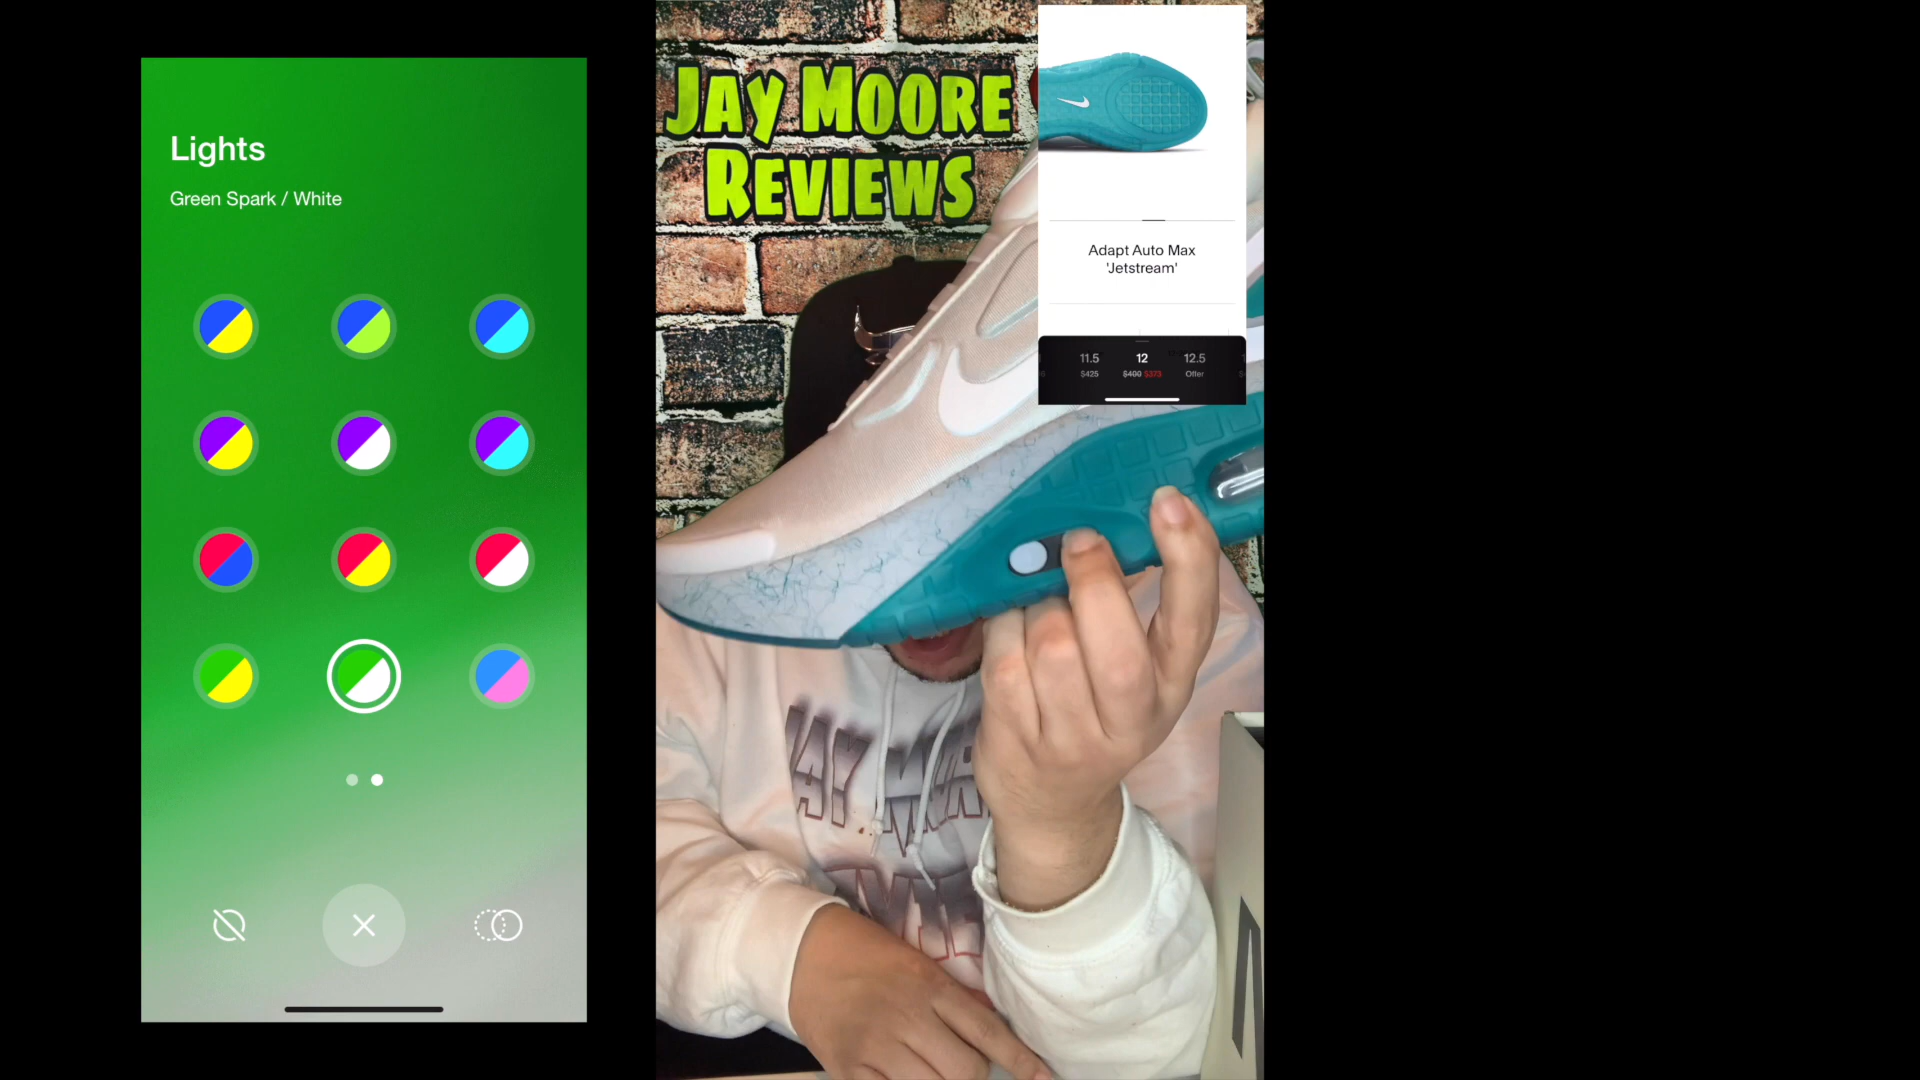 Lights
Green Spark / White
JAY MOORE
REVIEWS
Adapt Auto Max
'Jetstream'
11.5
12
12.5
$425
$400 $373
Offer